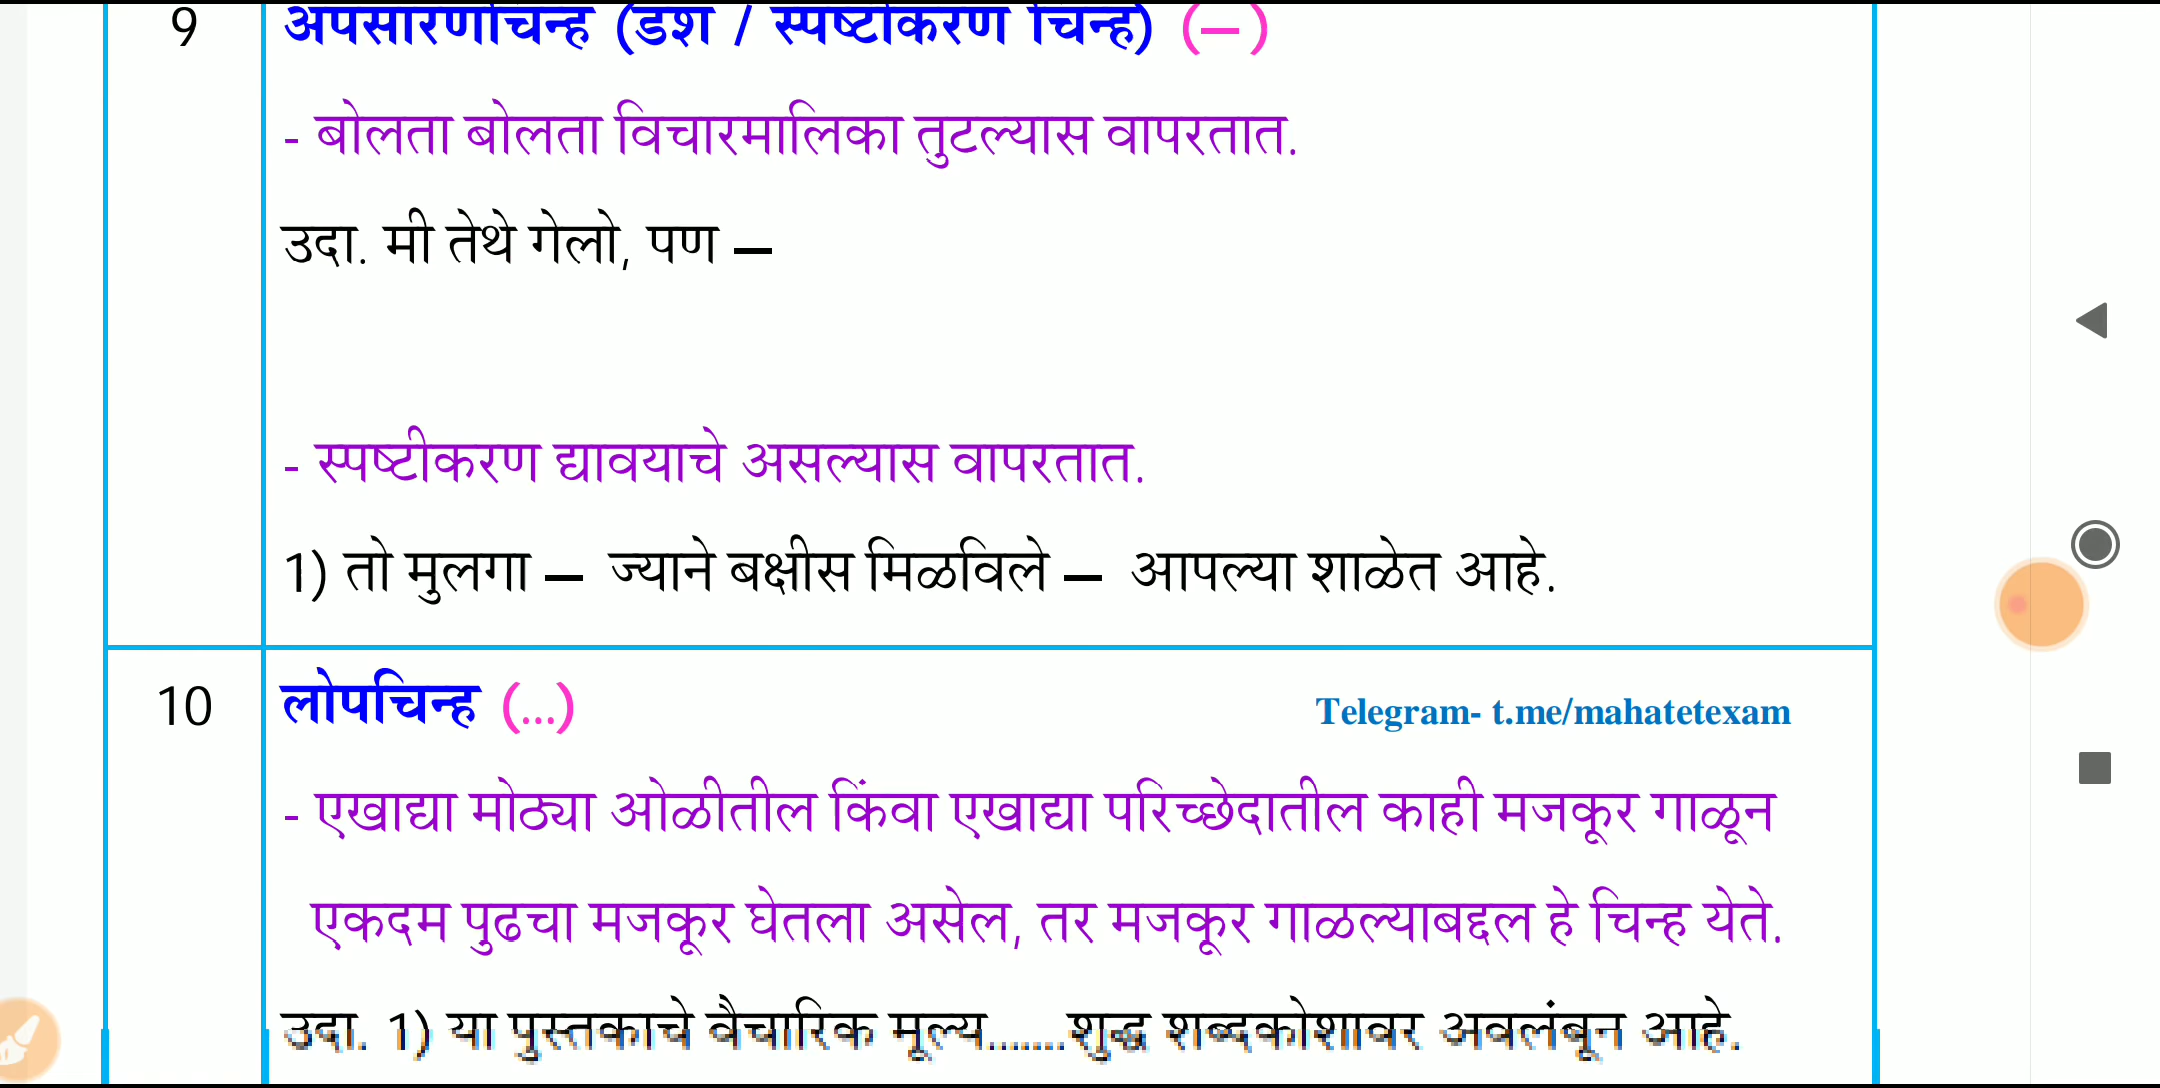 9 अपसारणचिन्ह (डॅश / स्पष्टीकरण चिन्ह) (—)
- बोलता बोलता विचारमालिका तुटल्यास वापरतात.
उदा. मी तेथे गेलो, पण —
- स्पष्टीकरण द्यावयाचे असल्यास वापरतात.
1) तो मुलगा — ज्याने बक्षीस मिळविले — आपल्या शाळेत आहे.
10 लोपचिन्ह (...)
Telegram- t.me/mahatetexam
- एखाद्या मोठ्या ओळीतील किंवा एखाद्या परिच्छेदातील काही मजकूर गाळून
एकदम पुढचा मजकूर घेतला असेल, तर मजकूर गाळल्याबद्दल हे चिन्ह येते.
उदा. 1) या पुस्तकाचे वैचारिक मूल्य.......शुद्ध शब्दकोशावर अवलंबून आहे.